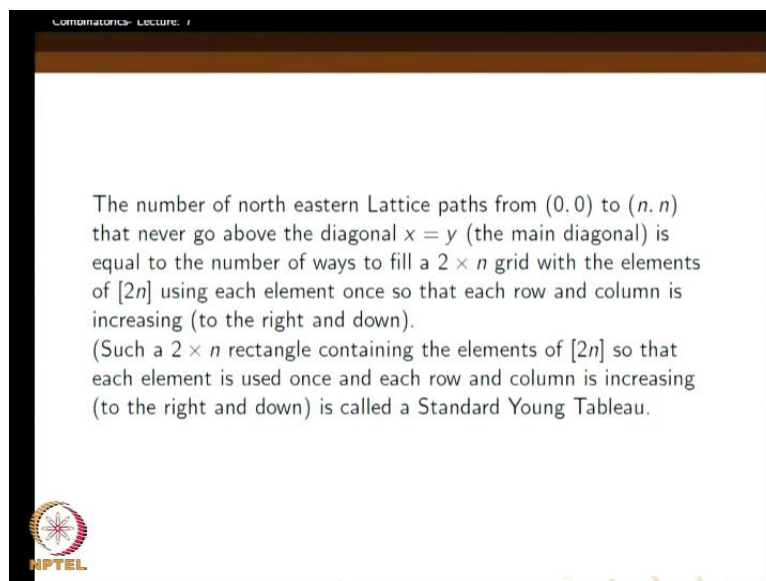 Combinatorics- Lecture: 7
The number of north eastern Lattice paths from (0.0) to (n. n)
that never go above the diagonal x = y (the main diagonal) is
equal to the number of ways to fill a 2 × n grid with the elements
of [2n] using each element once so that each row and column is
increasing (to the right and down).
(Such a 2 × n rectangle containing the elements of [2n] so that
each element is used once and each row and column is increasing
(to the right and down) is called a Standard Young Tableau.
NPTEL